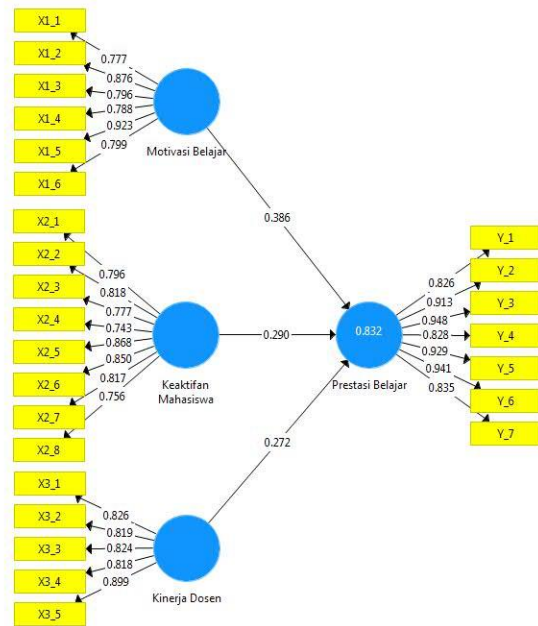 X1_1
X1_2
X1_3
X1_4
X1_5
X1_6
0.777
0.876
0.796
0.788
0.923
0.799
Motivasi Belajar
0.386
X2_1
X2_2
X2_3
X2_4
X2_5
X2_6
X2_7
X2_8
0.796
0.818
0.777
0.743
0.868
0.850
0.817
0.756
Keaktifan
Mahasiswa
0.290
X3_1
X3_2
X3_3
X3_4
X3_5
0.826
0.819
0.824
0.818
0.899
Kinerja Dosen
0.272
0.832
Prestasi Belajar
0.826
0.913
0.948
0.828
0.929
0.941
0.835
Y_1
Y_2
Y_3
Y_4
Y_5
Y_6
Y_7